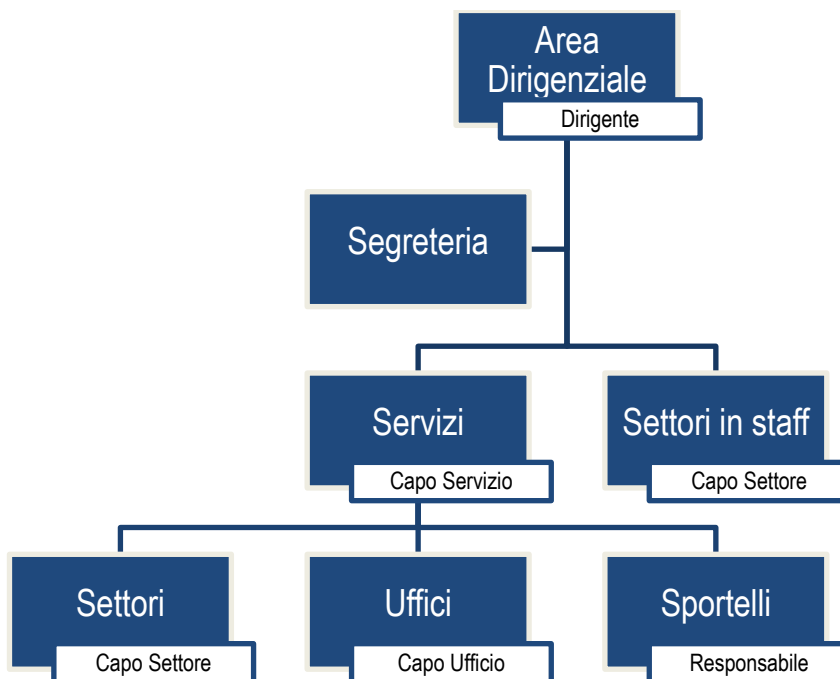 Area
Dirigenziale
Dirigente
Segreteria
Servizi
Capo Servizio
Settori in staff
Capo Settore
Settori
Capo Settore
Uffici
Capo Ufficio
Sportelli
Responsabile